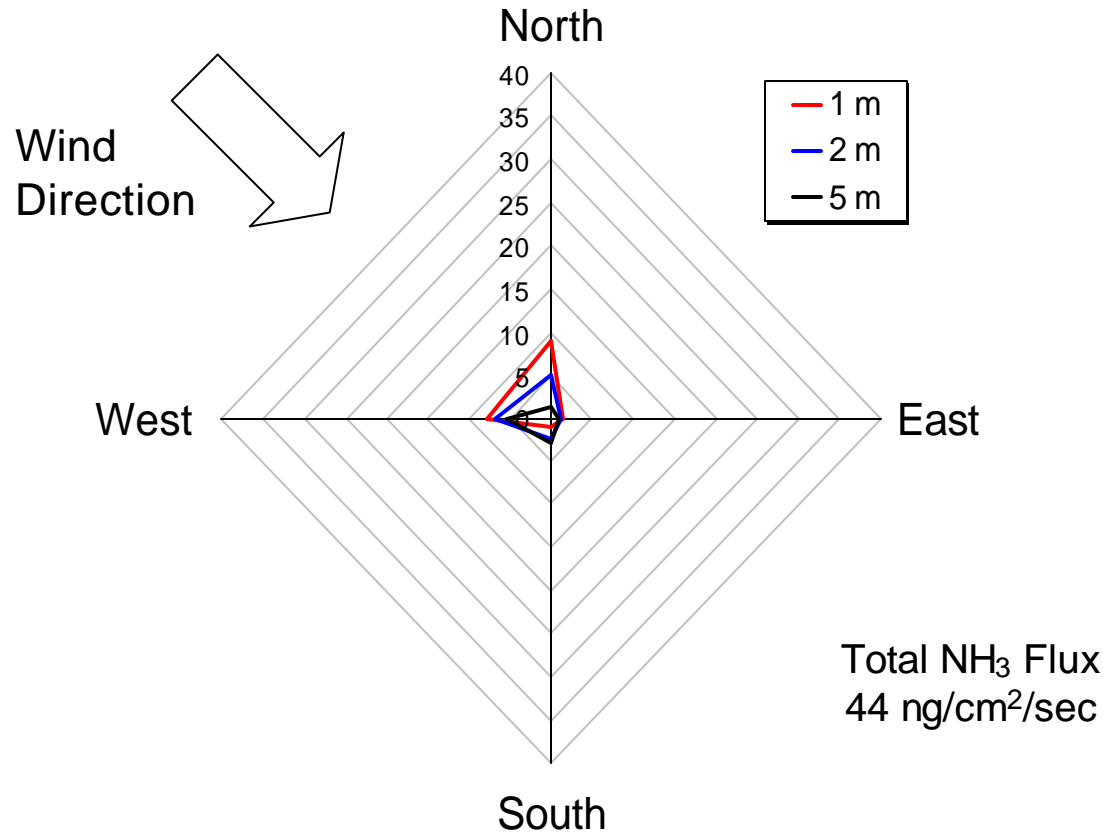 North
40
35
30
25
20
15
10
5
0
1 m
2 m
5 m
Wind
Direction
West
East
Total NH₃ Flux
44 ng/cm²/sec
South